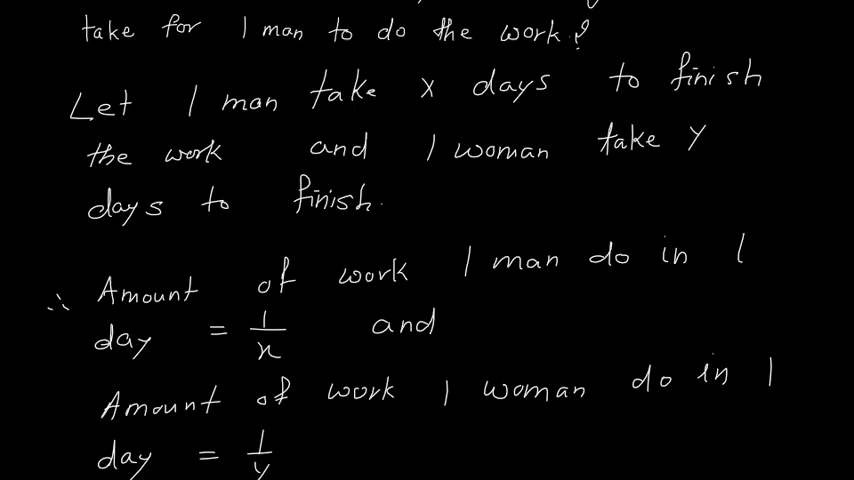 take for 1 man to do the work?
Let 1 man take x days to finish
the work and 1 woman take y
days to finish.
∴ Amount of work 1 man do in 1
day = 1/x and
Amount of work 1 woman do in 1
day = 1/y